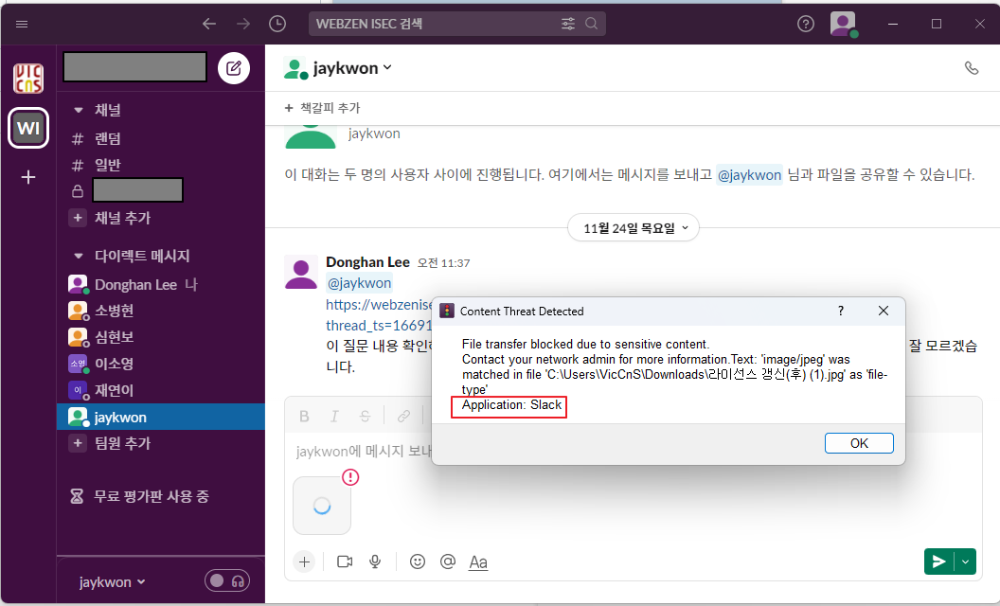 WEBZEN ISEC 검색
VIC
CNS
WI
채널
# 랜덤
# 일반
채널 추가
다이렉트 메시지
Donghan Lee 나
소병현
심현보
소영 이소영
이 재연이
jaykwon
팀원 추가
무료 평가판 사용 중
jaykwon
jaykwon
책갈피 추가
jaykwon
이 대화는 두 명의 사용자 사이에 진행됩니다. 여기에서는 메시지를 보내고 @jaykwon 님과 파일을 공유할 수 있습니다.
11월 24일 목요일
Donghan Lee 오전 11:37
@jaykwon
https://webzenise
thread_ts=16691
이 질문 내용 확인 잘 모르겠습
니다.
Content Threat Detected
File transfer blocked due to sensitive content.
Contact your network admin for more information.Text: 'image/jpeg' was
matched in file 'C:\Users\VicCnS\Downloads\라이선스 갱신(후) (1).jpg' as 'file-
type'
Application: Slack
OK
B I S
jaykwon에 메시지 보내
Aa